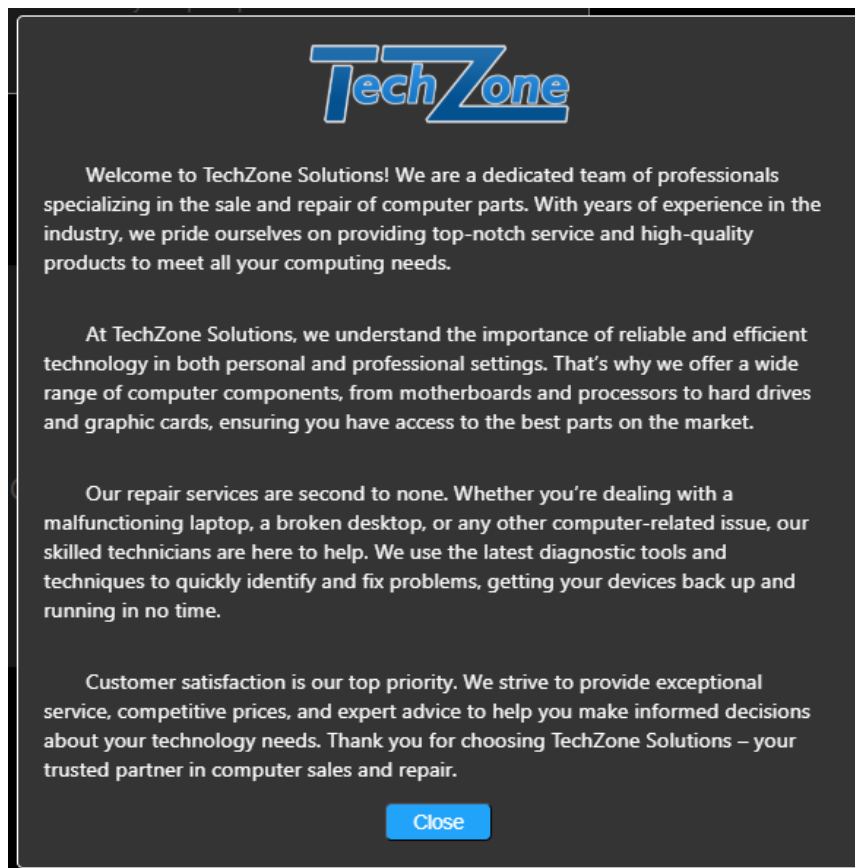 TechZone
Welcome to TechZone Solutions! We are a dedicated team of professionals
specializing in the sale and repair of computer parts. With years of experience in the
industry, we pride ourselves on providing top-notch service and high-quality
products to meet all your computing needs.
At TechZone Solutions, we understand the importance of reliable and efficient
technology in both personal and professional settings. That’s why we offer a wide
range of computer components, from motherboards and processors to hard drives
and graphic cards, ensuring you have access to the best parts on the market.
Our repair services are second to none. Whether you’re dealing with a
malfunctioning laptop, a broken desktop, or any other computer-related issue, our
skilled technicians are here to help. We use the latest diagnostic tools and
techniques to quickly identify and fix problems, getting your devices back up and
running in no time.
Customer satisfaction is our top priority. We strive to provide exceptional
service, competitive prices, and expert advice to help you make informed decisions
about your technology needs. Thank you for choosing TechZone Solutions – your
trusted partner in computer sales and repair.
Close